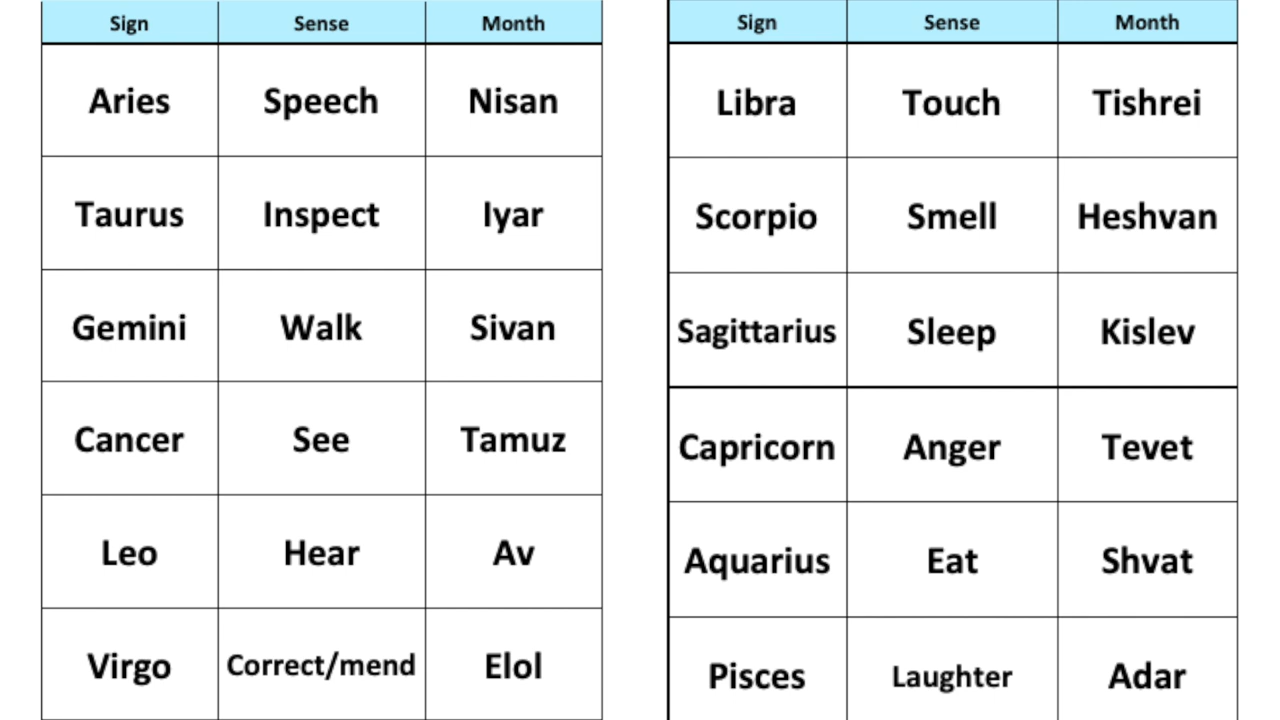 Sign Sense Month
Aries Speech Nisan
Taurus Inspect Iyar
Gemini Walk Sivan
Cancer See Tamuz
Leo Hear Av
Virgo Correct/mend Elol
Sign Sense Month
Libra Touch Tishrei
Scorpio Smell Heshvan
Sagittarius Sleep Kislev
Capricorn Anger Tevet
Aquarius Eat Shvat
Pisces Laughter Adar